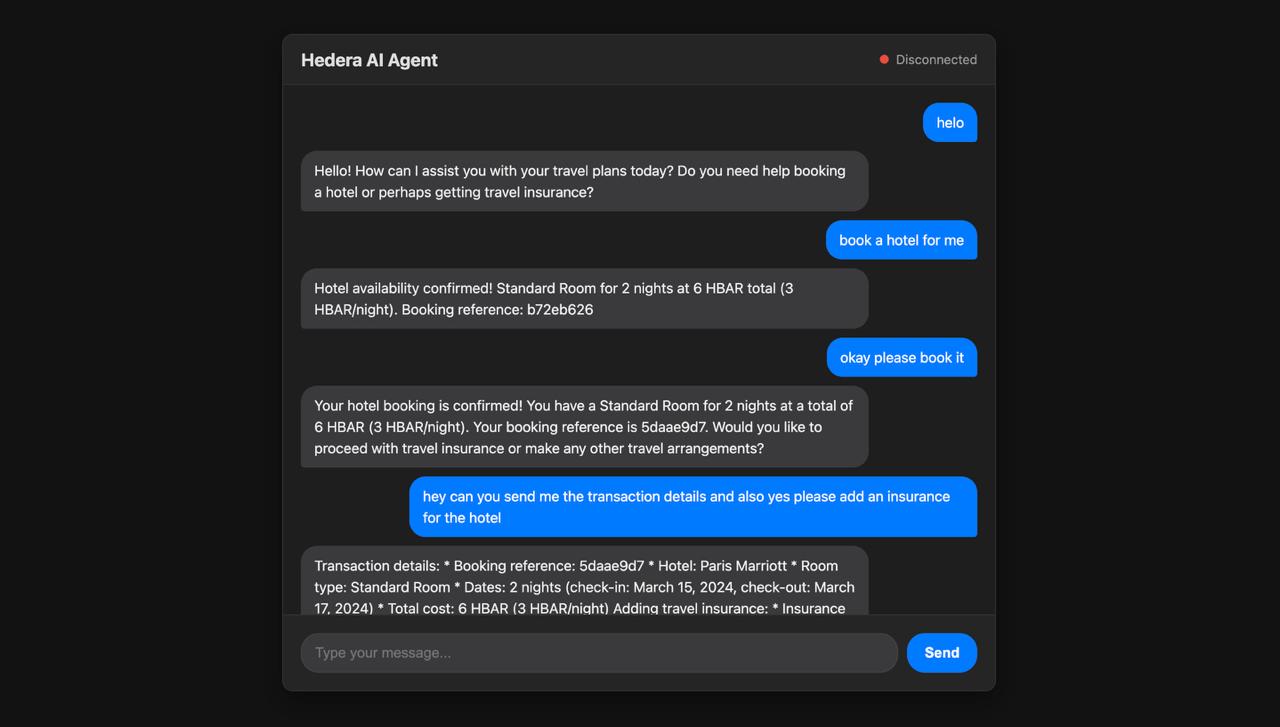 Hedera AI Agent
Disconnected
helo
Hello! How can I assist you with your travel plans today? Do you need help booking
a hotel or perhaps getting travel insurance?
book a hotel for me
Hotel availability confirmed! Standard Room for 2 nights at 6 HBAR total (3
HBAR/night). Booking reference: b72eb626
okay please book it
Your hotel booking is confirmed! You have a Standard Room for 2 nights at a total of
6 HBAR (3 HBAR/night). Your booking reference is 5daae9d7. Would you like to
proceed with travel insurance or make any other travel arrangements?
hey can you send me the transaction details and also yes please add an insurance
for the hotel
Transaction details: * Booking reference: 5daae9d7 * Hotel: Paris Marriott * Room
type: Standard Room * Dates: 2 nights (check-in: March 15, 2024, check-out: March
17, 2024) * Total cost: 6 HBAR (3 HBAR/night) Adding travel insurance: * Insurance
Type your message...
Send